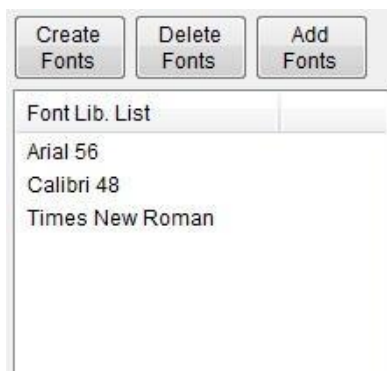 Create Fonts
Delete Fonts
Add Fonts
Font Lib. List
Arial 56
Calibri 48
Times New Roman